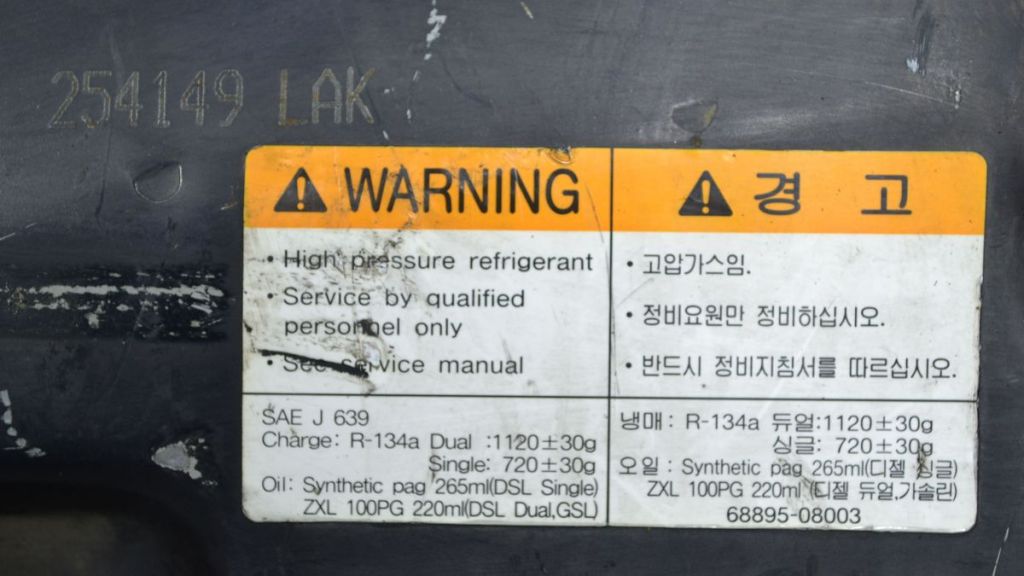 254149 LAK
WARNING
• High pressure refrigerant
• Service by qualified
personnel only
• See service manual
SAE J 639
Charge: R-134a Dual :1120±30g
Single: 720±30g
Oil: Synthetic pag 265ml(DSL Single)
ZXL 100PG 220ml(DSL Dual,GSL)
경 고
• 고압가스임.
• 정비요원만 정비하십시오.
• 반드시 정비지침서를 따르십시오.
냉매: R-134a 듀얼:1120±30g
싱글: 720±30g
오일: Synthetic pag 265ml(디젤 싱글)
ZXL 100PG 220ml (디젤 듀얼,가솔린)
68895-08003